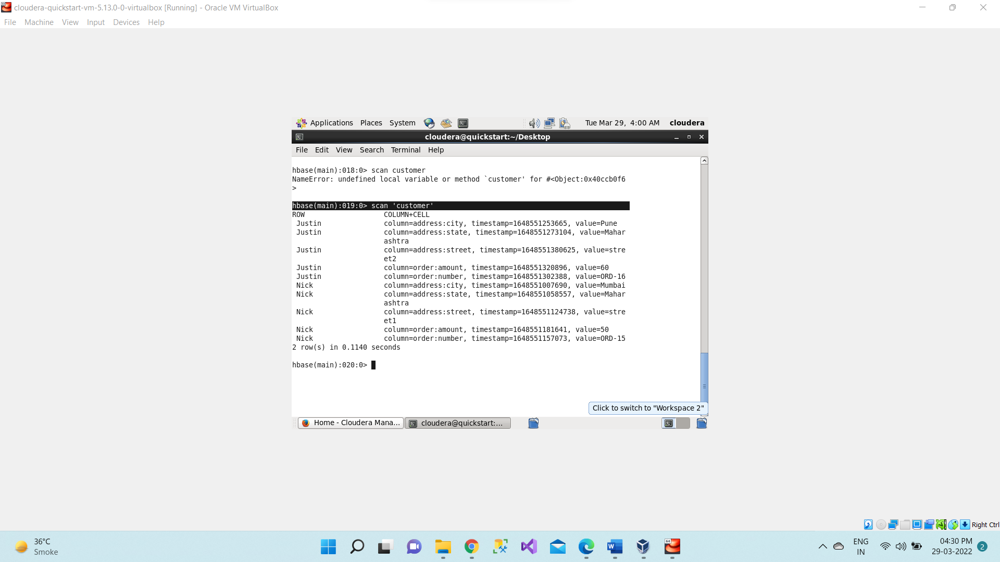 cloudera-quickstart-vm-5.13.0-0-virtualbox [Running] - Oracle VM VirtualBox
File Machine View Input Devices Help
Applications Places System Tue Mar 29, 4:00 AM cloudera
cloudera@quickstart:~/Desktop
File Edit View Search Terminal Help
hbase(main):018:0> scan customer
NameError: undefined local variable or method `customer' for #<Object:0x40ccb0f6
>
hbase(main):019:0> scan 'customer'
ROW COLUMN+CELL
Justin column=address:city, timestamp=1648551253665, value=Pune
Justin column=address:state, timestamp=1648551273104, value=Mahar
ashtra
Justin column=address:street, timestamp=1648551380625, value=stre
et2
Justin column=order:amount, timestamp=1648551320896, value=60
Justin column=order:number, timestamp=1648551302388, value=ORD-16
Nick column=address:city, timestamp=1648551007690, value=Mumbai
Nick column=address:state, timestamp=1648551058557, value=Mahar
ashtra
Nick column=address:street, timestamp=1648551124738, value=stre
et1
Nick column=order:amount, timestamp=1648551181641, value=50
Nick column=order:number, timestamp=1648551157073, value=ORD-15
2 row(s) in 0.1140 seconds
hbase(main):020:0>
Click to switch to "Workspace 2"
Home - Cloudera Mana... cloudera@quickstart:...
Right Ctrl
36°C
Smoke
ENG
IN
04:30 PM
29-03-2022
2